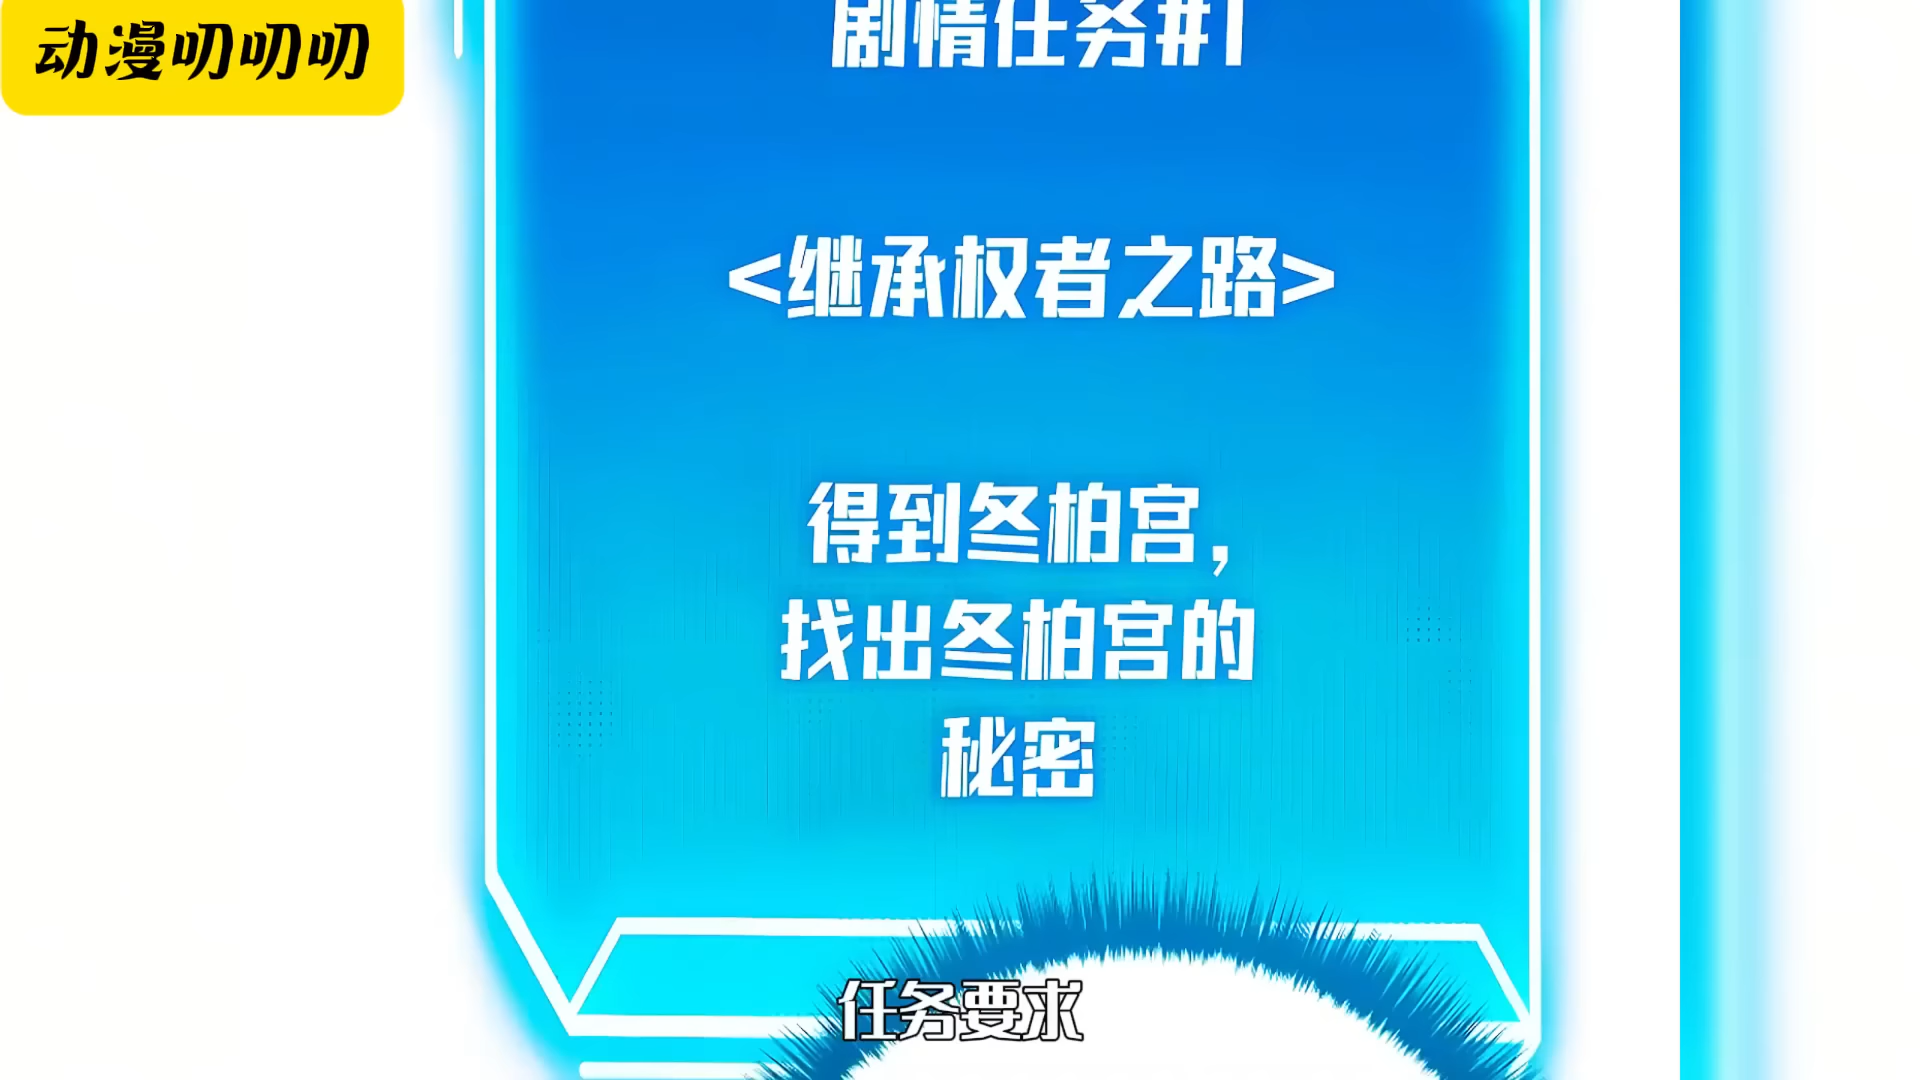 动漫叨叨叨
剧情任务#1
<继承权者之路>
得到冬柏宫，
找出冬柏宫的
秘密
任务要求